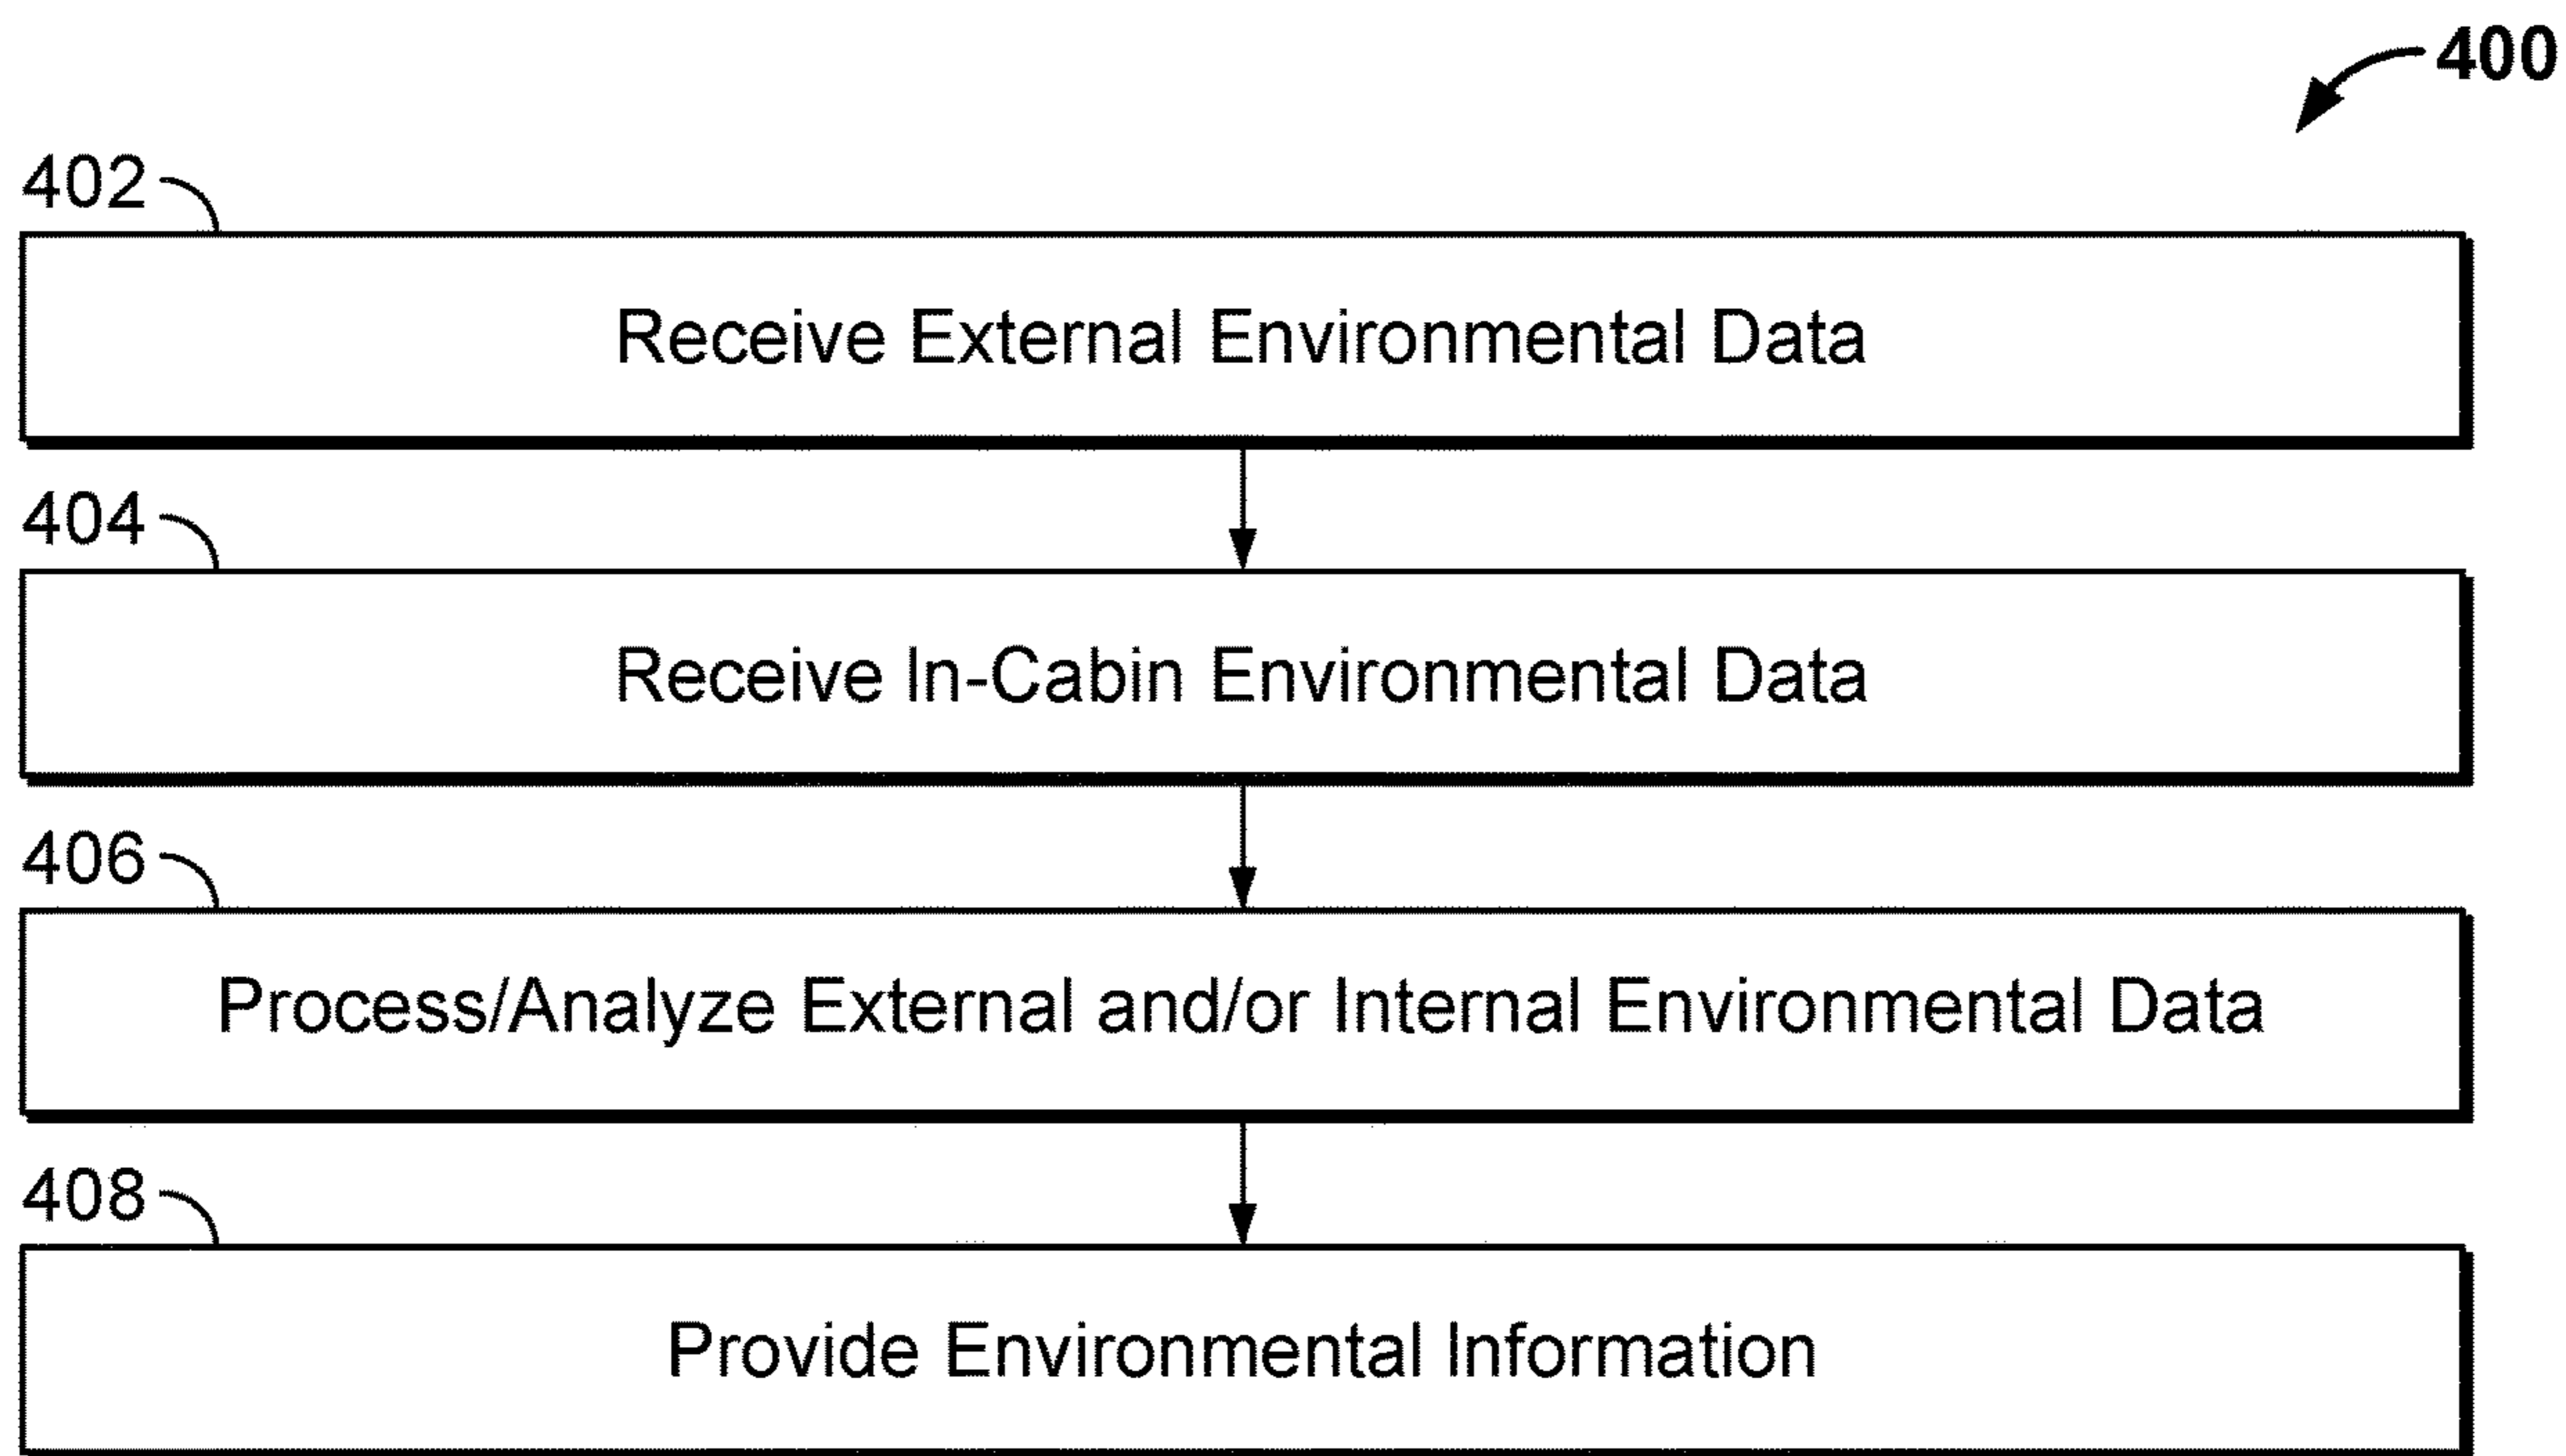 400
402
Receive External Environmental Data
404
Receive In-Cabin Environmental Data
406
Process/Analyze External and/or Internal Environmental Data
408
Provide Environmental Information